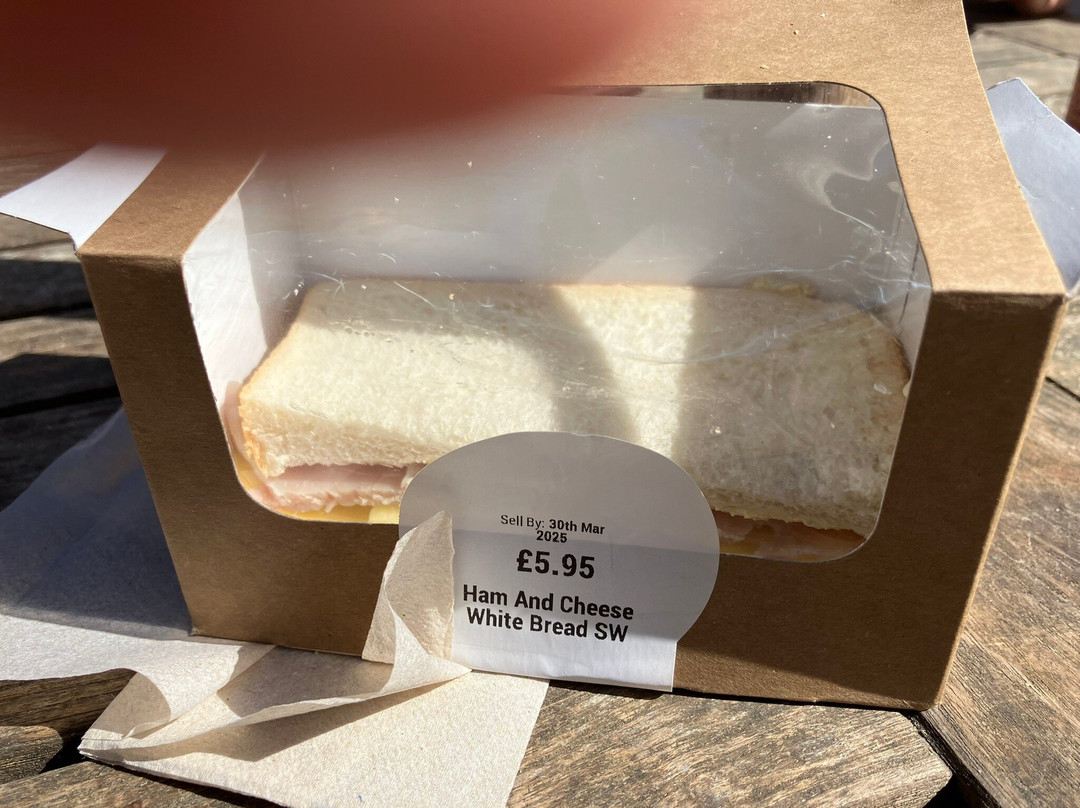 Sell By: 30th Mar
2025
£5.95
Ham And Cheese
White Bread SW